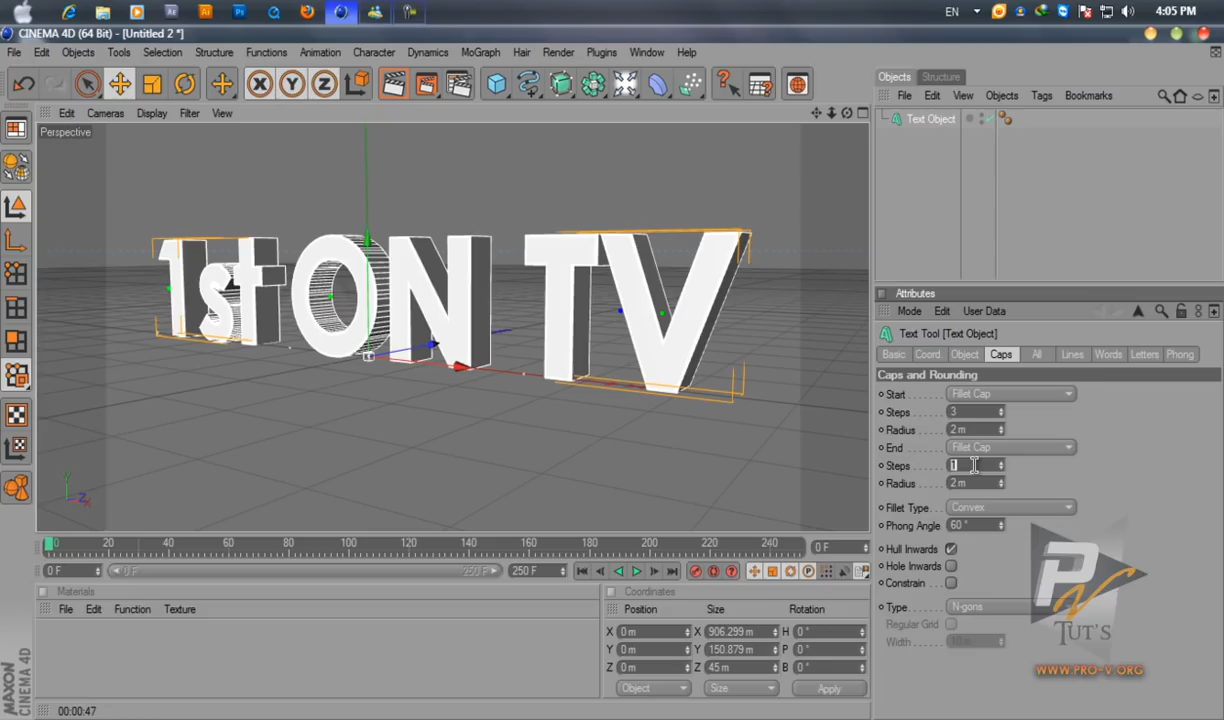 Ae
Ai
Ps
EN
4:05 PM
CINEMA 4D (64 Bit) - [Untitled 2 *]
File Edit Objects Tools Selection Structure Functions Animation Character Dynamics MoGraph Hair Render Plugins Window Help
X Y Z
Objects Structure
Edit Cameras Display Filter View
File Edit View Objects Tags Bookmarks
Perspective
Text Object
1st ON TV
Attributes
Mode Edit User Data
Text Tool [Text Object]
Basic Coord. Object Caps All Lines Words Letters Phong
Caps and Rounding
Start Fillet Cap
Steps 3
Radius 2 m
End Fillet Cap
Steps 1
Radius 2 m
Fillet Type Convex
Phong Angle 60 °
Hull Inwards
Hole Inwards
Constrain
Type N-gons
Regular Grid
Width 10 m
Y
Z
X
PV
TUT'S
WWW.PRO-V.ORG
0 20 40 60 80 100 120 140 160 180 200 220 240 0 F
0 F 0 F 250 F 250 F
Materials
File Edit Function Texture
Coordinates
Position Size Rotation
X 0 m X 906.299 m H 0 °
Y 0 m Y 150.879 m P 0 °
Z 0 m Z 45 m B 0 °
Object Size Apply
MAXON
CINEMA 4D
00:00:47